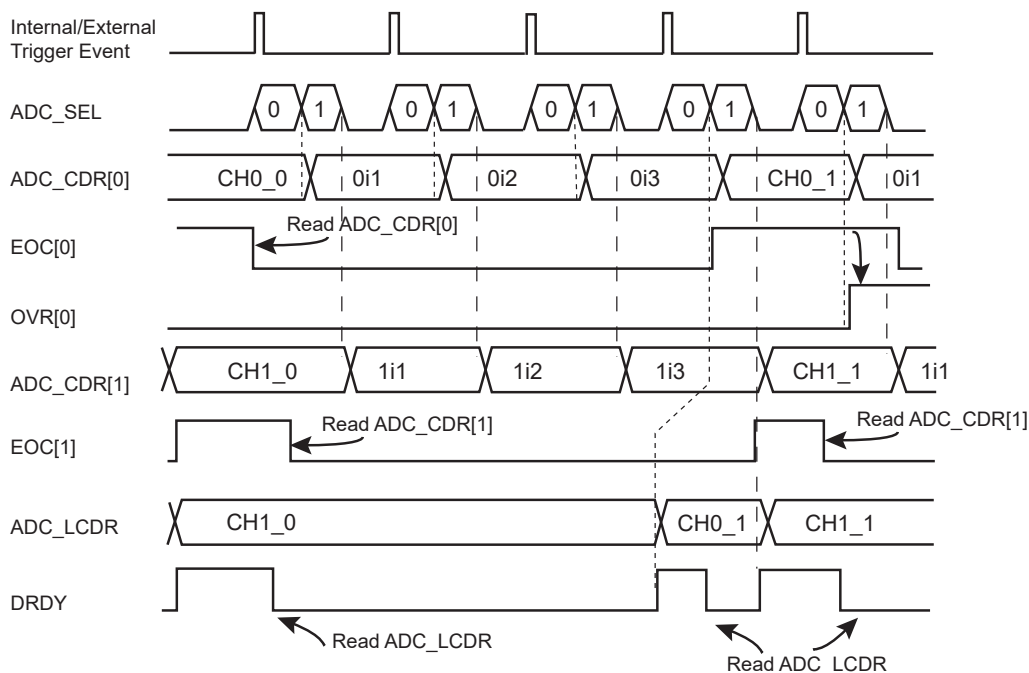 Internal/External
Trigger Event
ADC_SEL
0 1 0 1 0 1 0 1 0 1
ADC_CDR[0]
CH0_0 0i1 0i2 0i3 CH0_1 0i1
Read ADC_CDR[0]
EOC[0]
OVR[0]
ADC_CDR[1]
CH1_0 1i1 1i2 1i3 CH1_1 1i1
Read ADC_CDR[1]
Read ADC_CDR[1]
EOC[1]
ADC_LCDR
CH1_0 CH0_1 CH1_1
DRDY
Read ADC_LCDR
Read ADC LCDR